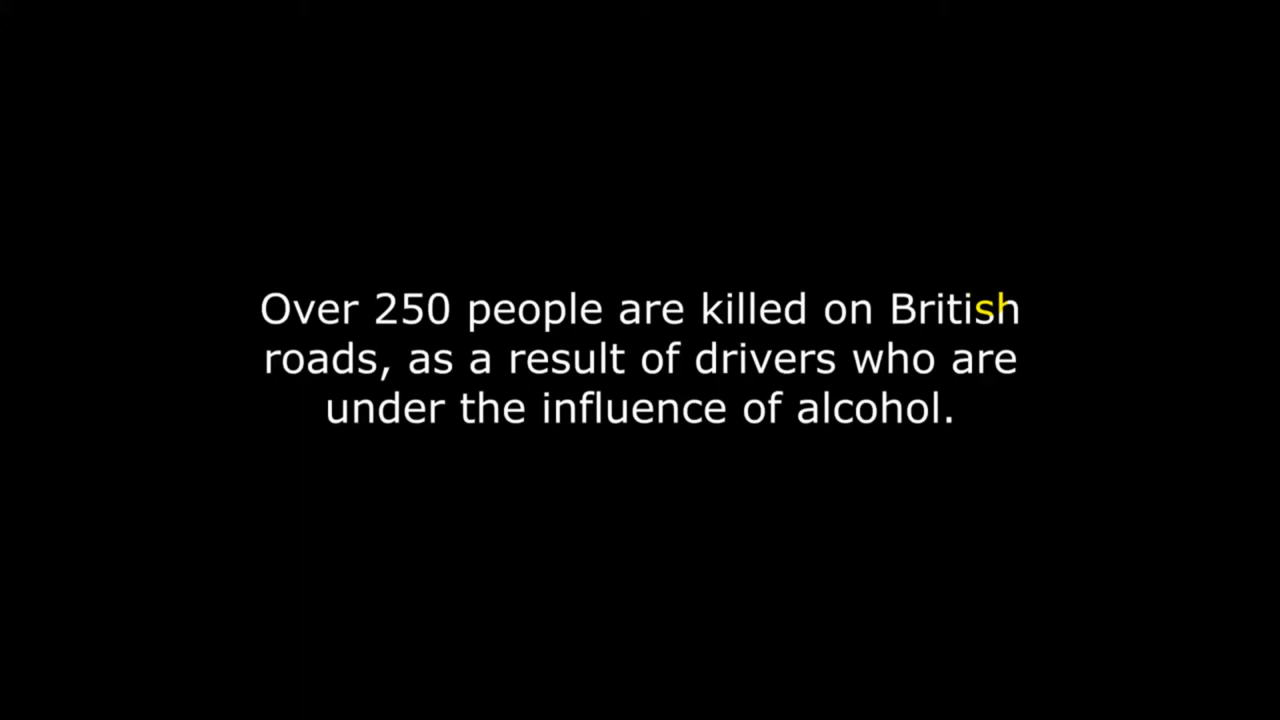 Over 250 people are killed on British
roads, as a result of drivers who are
under the influence of alcohol.